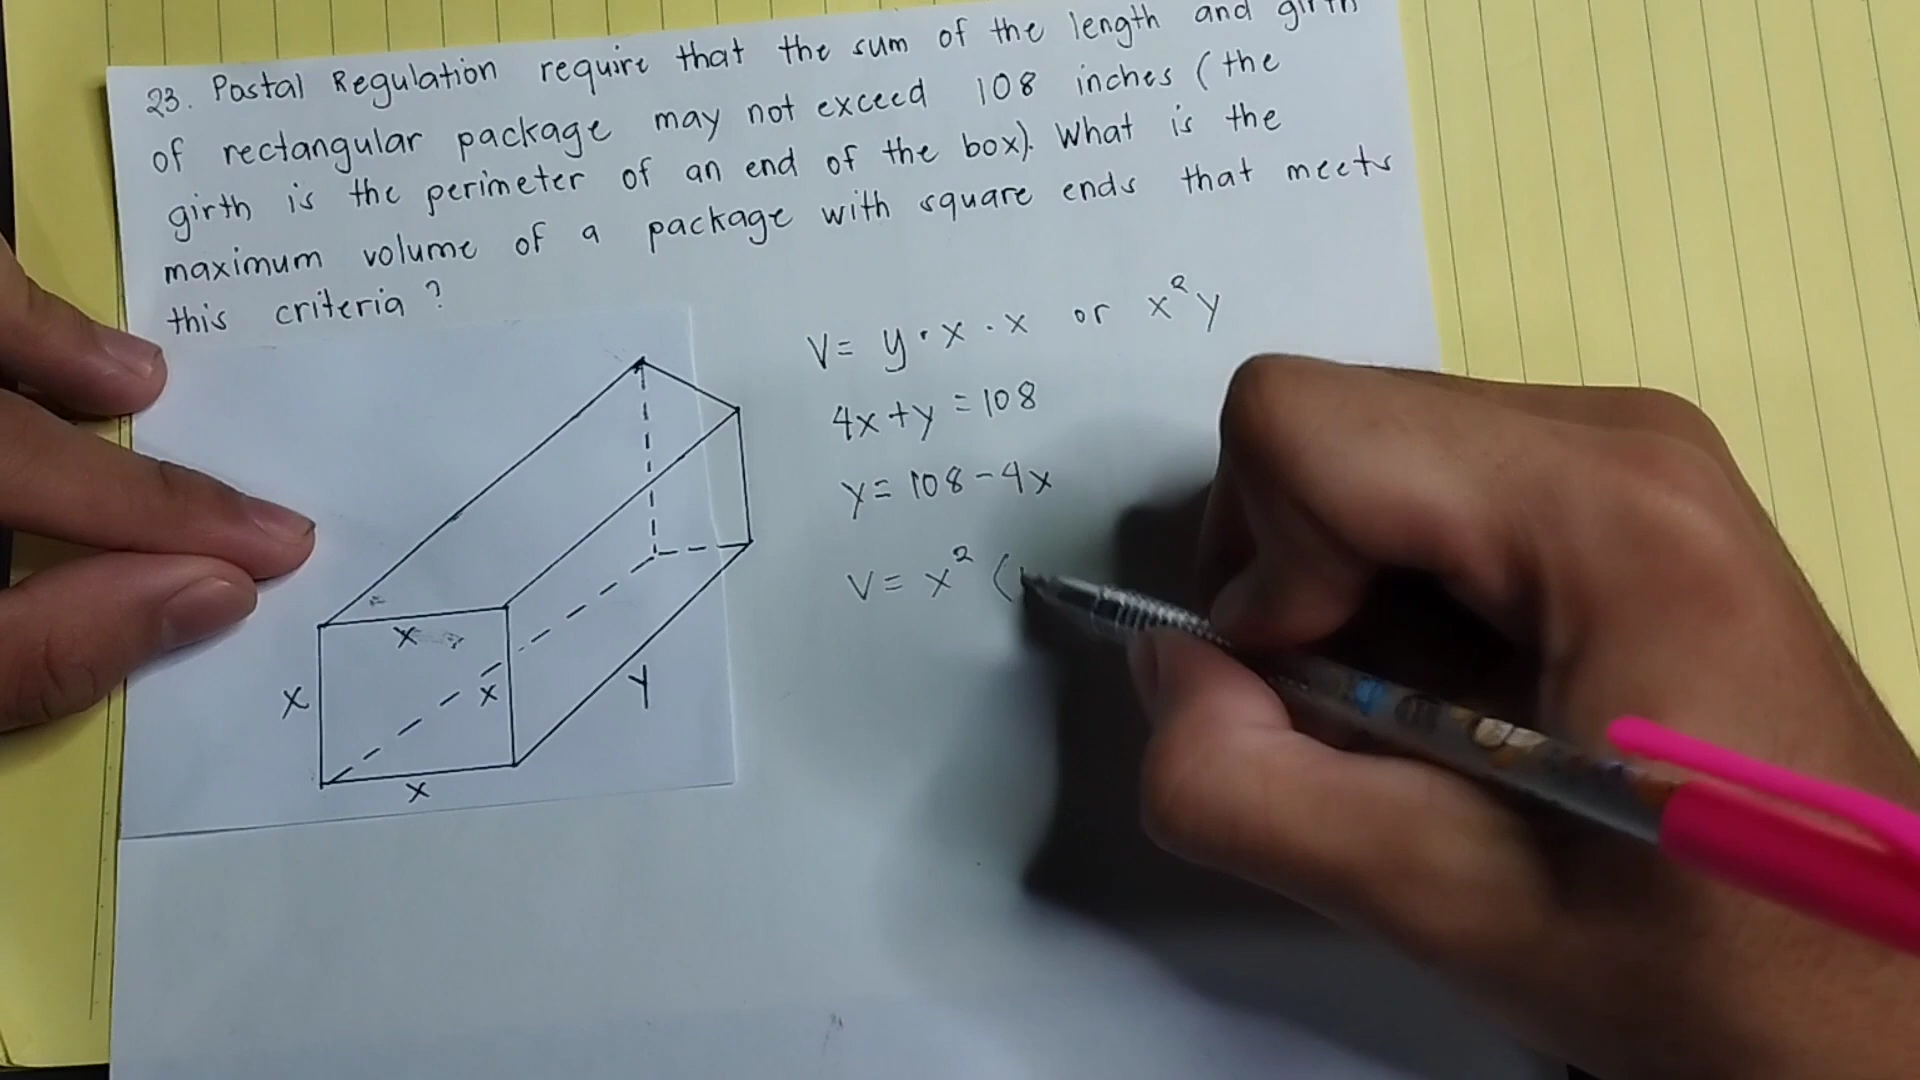 23. Postal Regulation require that the sum of the length and girth
of rectangular package may not exceed 108 inches (the
girth is the perimeter of an end of the box). What is the
maximum volume of a package with square ends that meets
this criteria?
V= y·x·x or x²y
4x+y=108
y=108-4x
V= x² (
x
x
x
Y
x